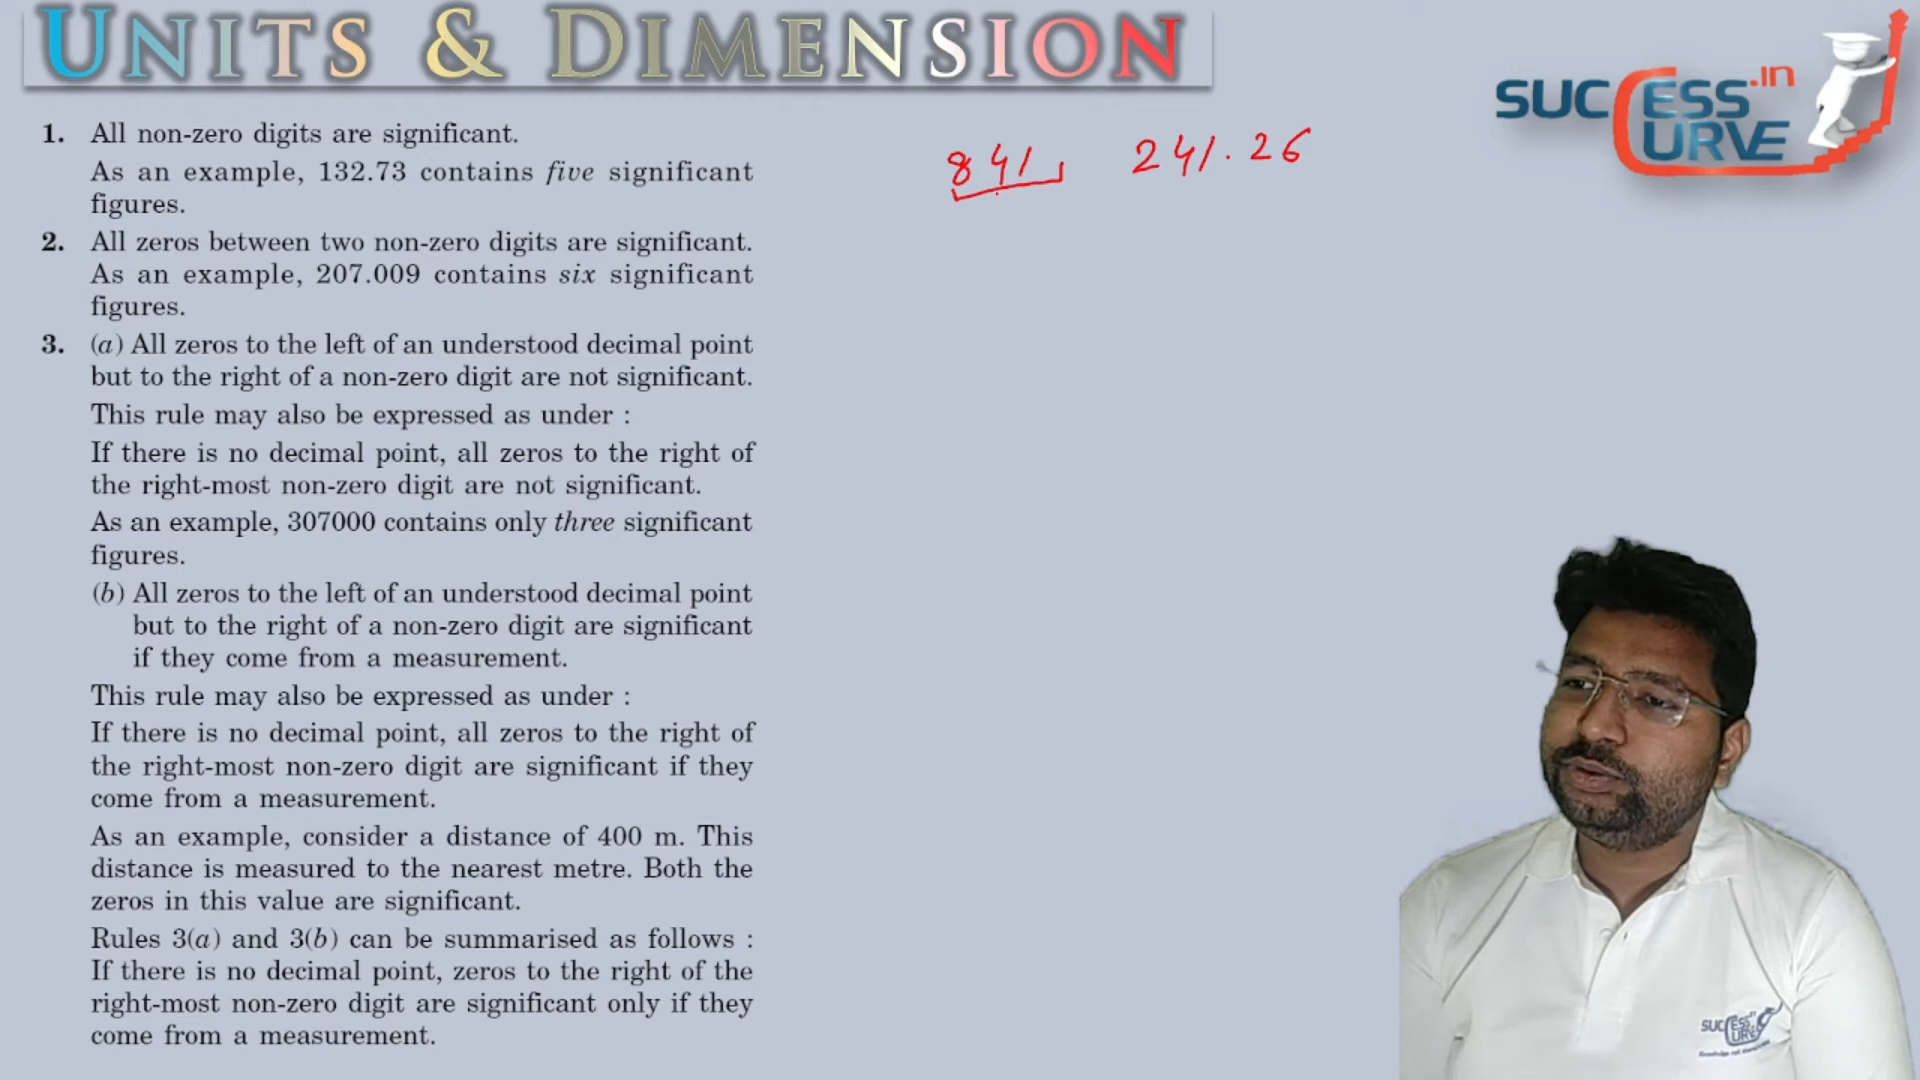 UNITS & DIMENSION
SUCCESS.in
CURVE
1. All non-zero digits are significant.
As an example, 132.73 contains five significant
figures.
2. All zeros between two non-zero digits are significant.
As an example, 207.009 contains six significant
figures.
3. (a) All zeros to the left of an understood decimal point
but to the right of a non-zero digit are not significant.
This rule may also be expressed as under :
If there is no decimal point, all zeros to the right of
the right-most non-zero digit are not significant.
As an example, 307000 contains only three significant
figures.
(b) All zeros to the left of an understood decimal point
but to the right of a non-zero digit are significant
if they come from a measurement.
This rule may also be expressed as under :
If there is no decimal point, all zeros to the right of
the right-most non-zero digit are significant if they
come from a measurement.
As an example, consider a distance of 400 m. This
distance is measured to the nearest metre. Both the
zeros in this value are significant.
Rules 3(a) and 3(b) can be summarised as follows :
If there is no decimal point, zeros to the right of the
right-most non-zero digit are significant only if they
come from a measurement.
841 241.26
SUCCESS.in
CURVE